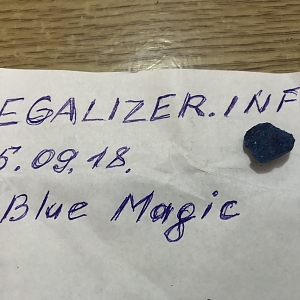 EGALIZER.INF
5.09.18.
Blue Magic